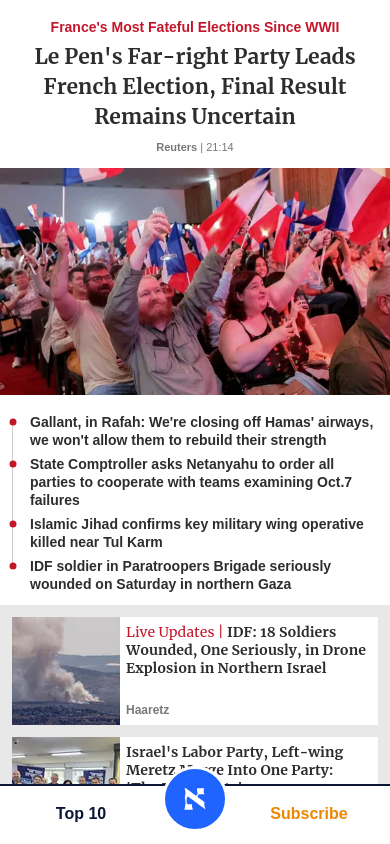 France's Most Fateful Elections Since WWII
Le Pen's Far-right Party Leads
French Election, Final Result
Remains Uncertain
Reuters | 21:14
Gallant, in Rafah: We're closing off Hamas' airways,
we won't allow them to rebuild their strength
State Comptroller asks Netanyahu to order all
parties to cooperate with teams examining Oct.7
failures
Islamic Jihad confirms key military wing operative
killed near Tul Karm
IDF soldier in Paratroopers Brigade seriously
wounded on Saturday in northern Gaza
Live Updates | IDF: 18 Soldiers
Wounded, One Seriously, in Drone
Explosion in Northern Israel
Haaretz
Israel's Labor Party, Left-wing
Meretz Merge Into One Party:
Top 10
Subscribe